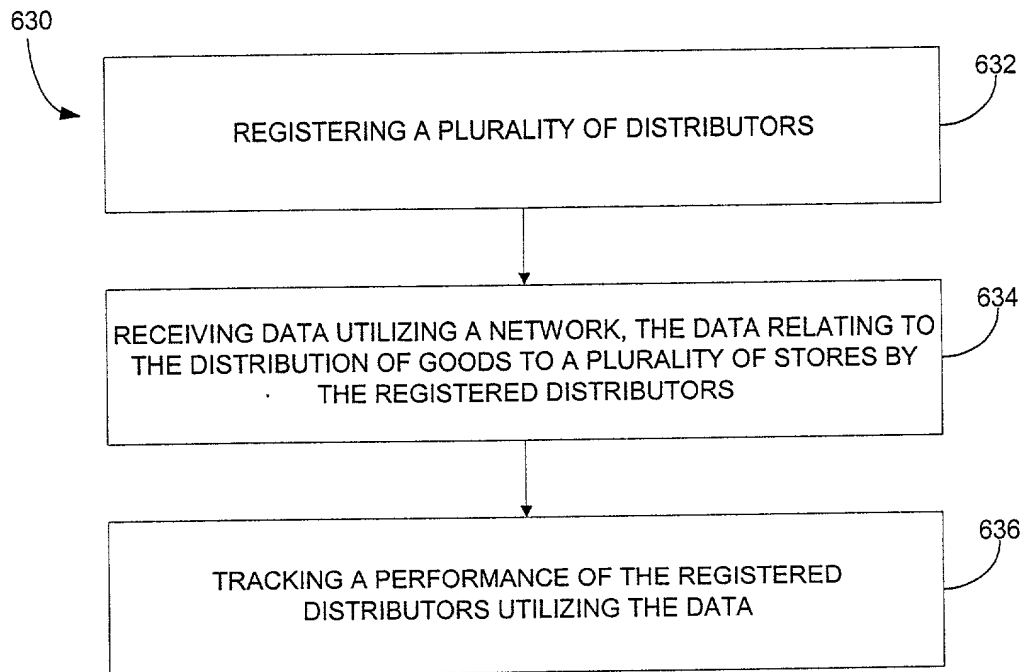 630
632
REGISTERING A PLURALITY OF DISTRIBUTORS
634
RECEIVING DATA UTILIZING A NETWORK, THE DATA RELATING TO
THE DISTRIBUTION OF GOODS TO A PLURALITY OF STORES BY
THE REGISTERED DISTRIBUTORS
636
TRACKING A PERFORMANCE OF THE REGISTERED
DISTRIBUTORS UTILIZING THE DATA